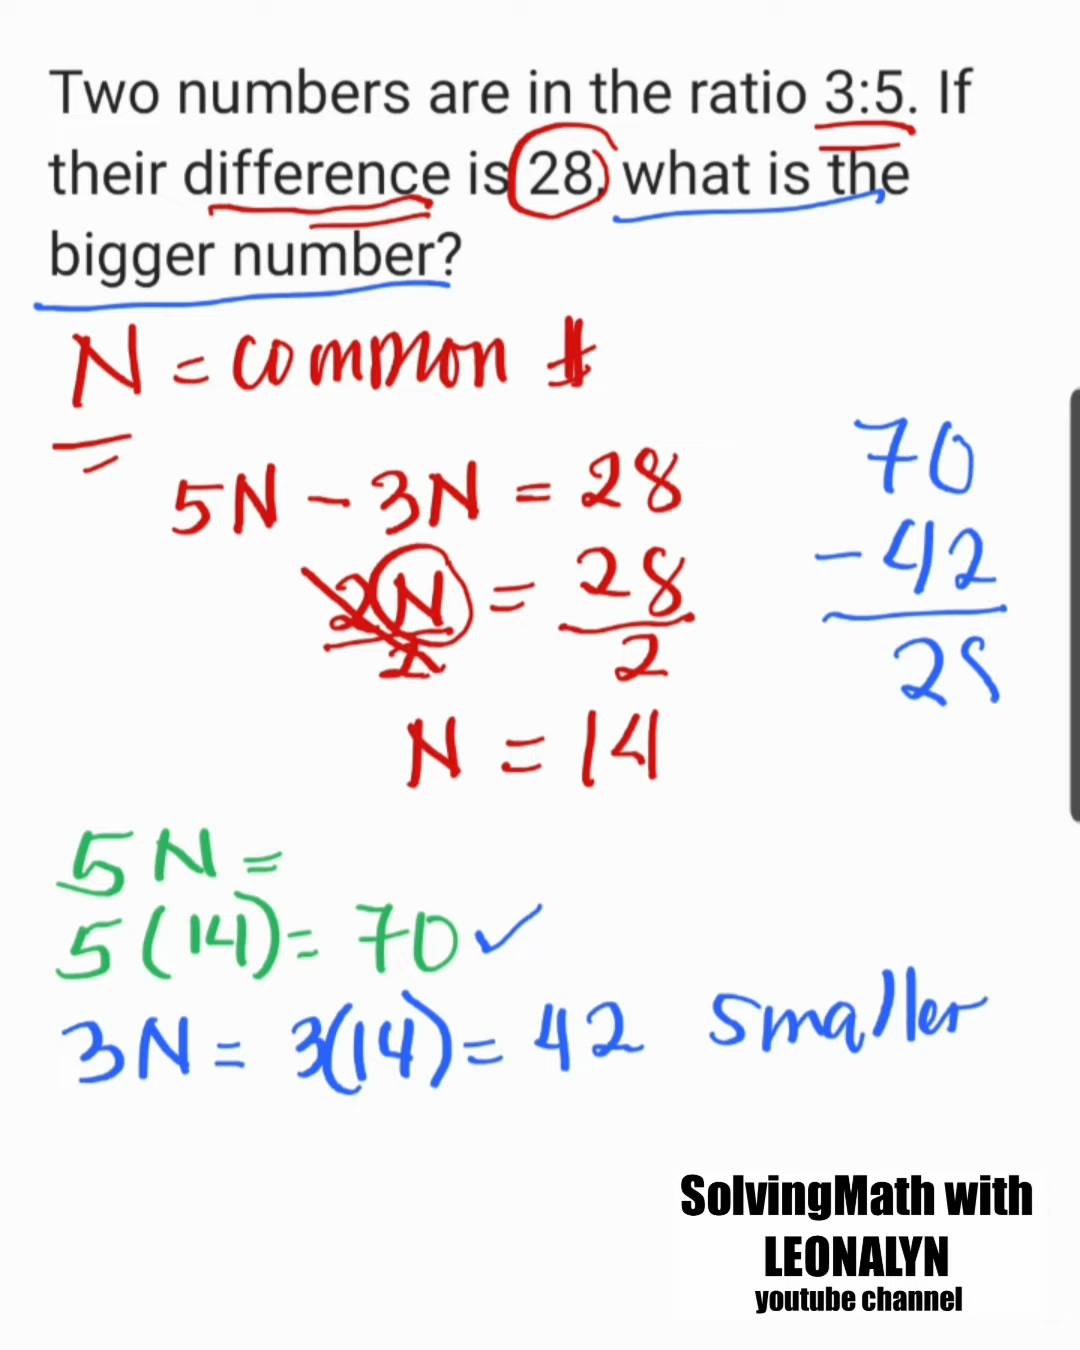 Two numbers are in the ratio 3:5. If
their difference is 28, what is the
bigger number?
N = common #
5N - 3N = 28
2N = 28
2 2
N = 14
70
-42
28
5N =
5(14) = 70 ✓
3N = 3(14) = 42 smaller
SolvingMath with
LEONALYN
youtube channel